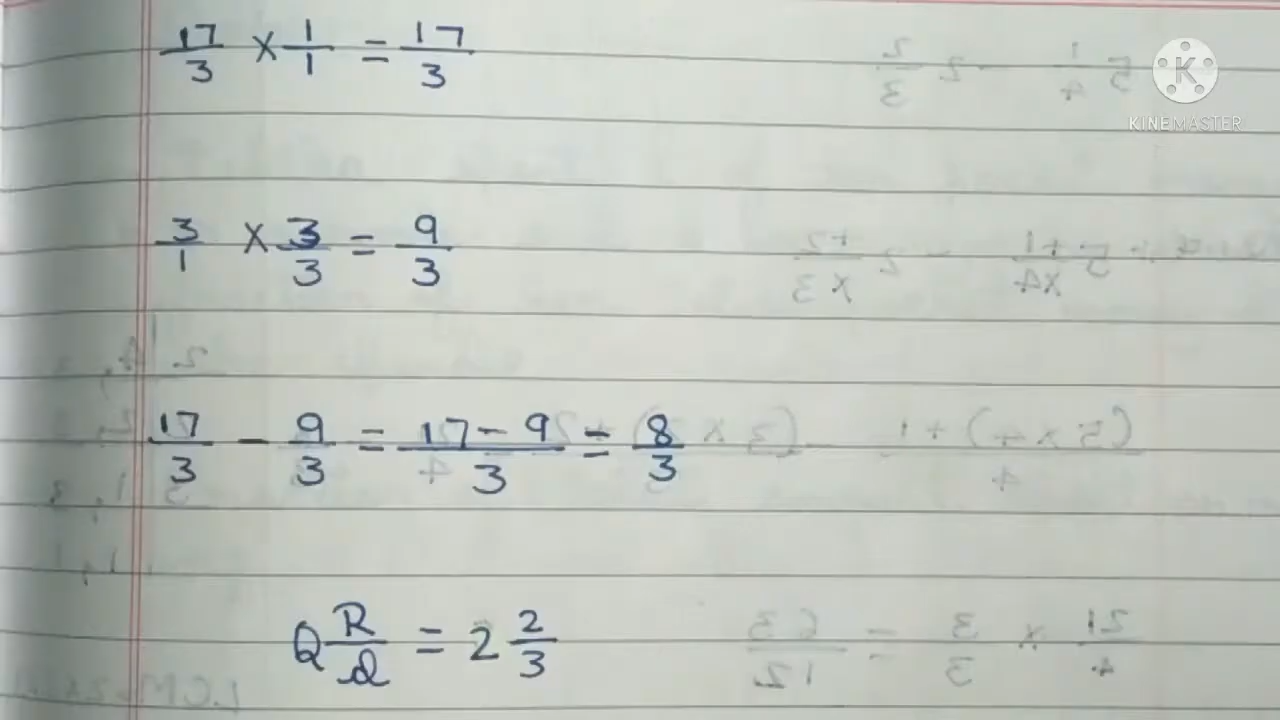 17/3 × 1/1 = 17/3
KINEMASTER
3/1 × 3/3 = 9/3
17/3 - 9/3 = 17-9/3 = 8/3
Q R/d = 2 2/3